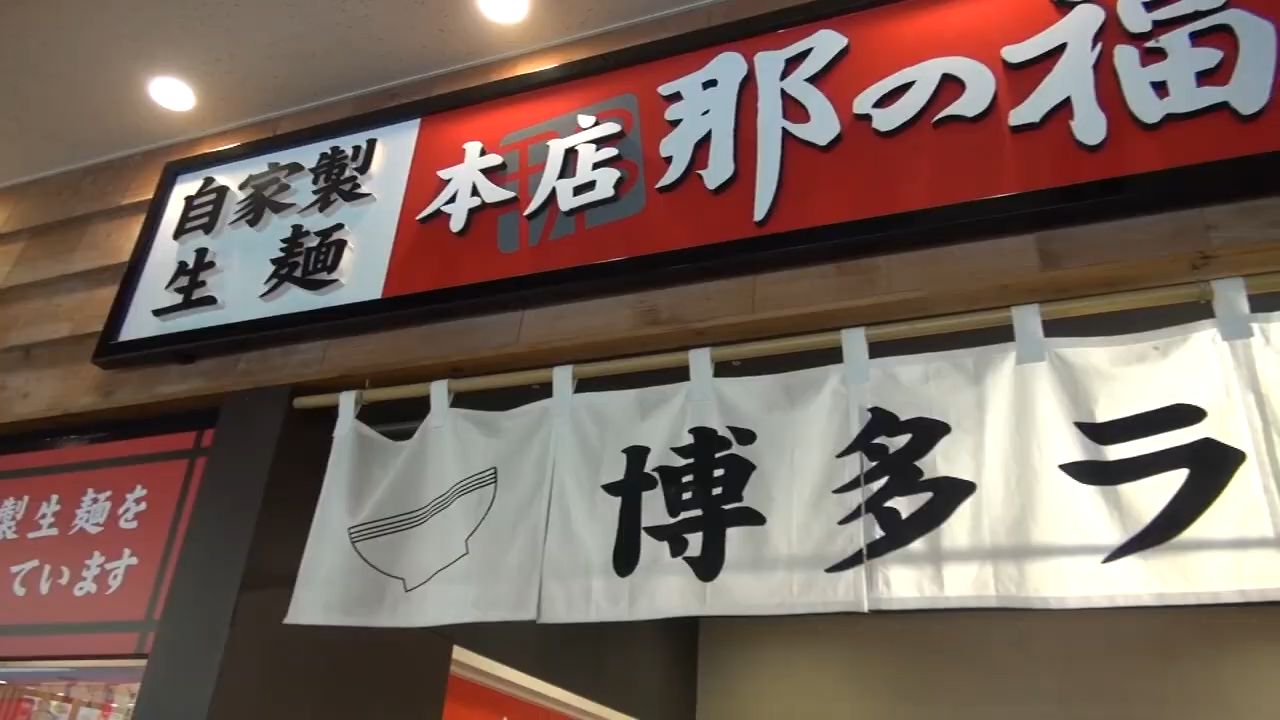 自家製
生麺
本店 那の福
博多ラ
製生麺を
ています